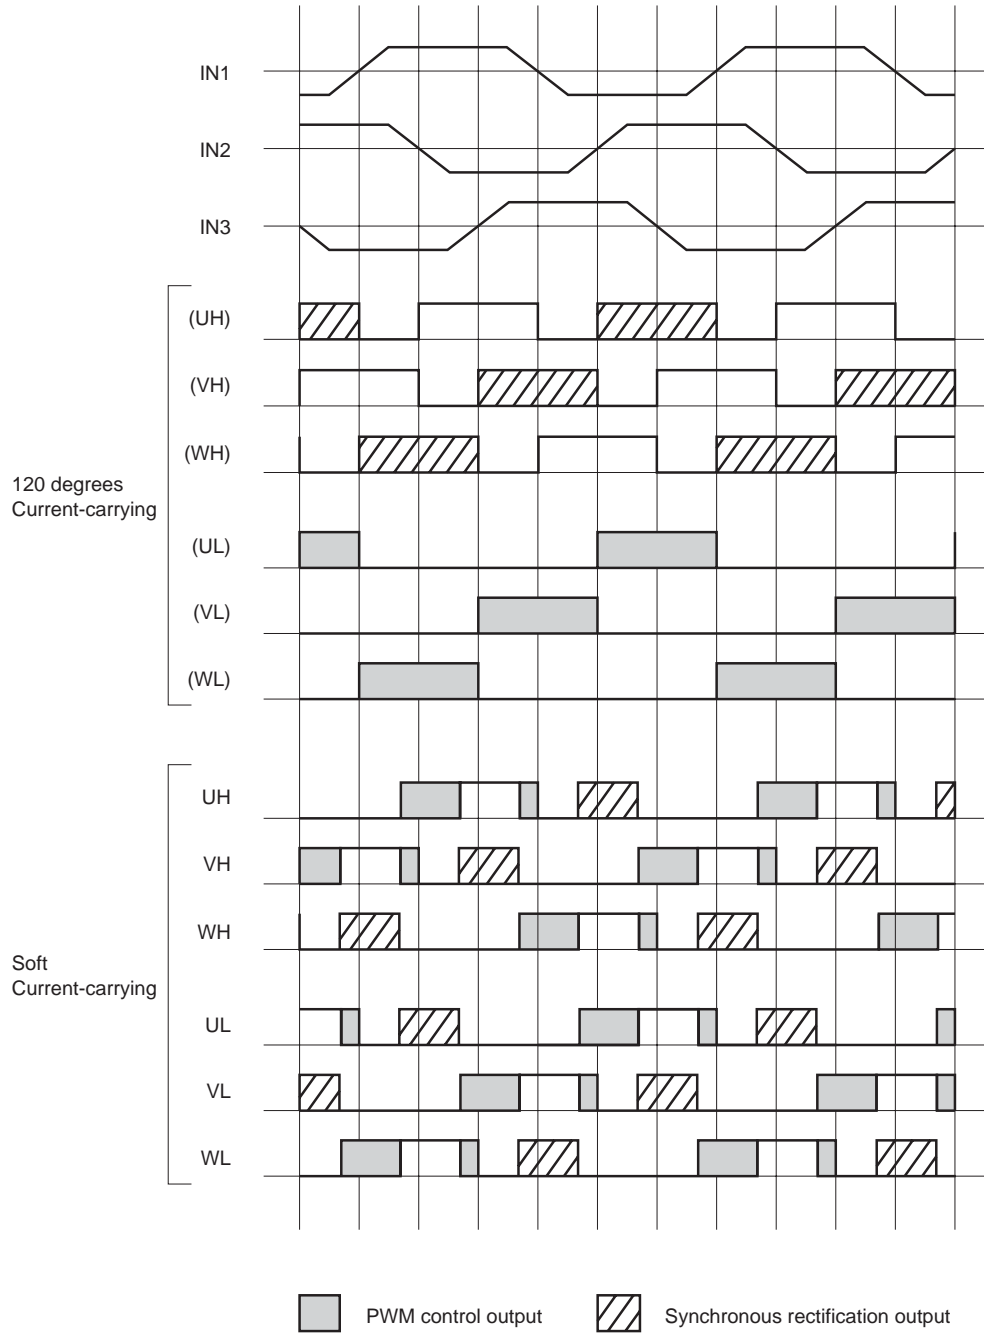 IN1
IN2
IN3
(UH)
(VH)
(WH)
120 degrees
Current-carrying
(UL)
(VL)
(WL)
UH
VH
WH
Soft
Current-carrying
UL
VL
WL
PWM control output
Synchronous rectification output